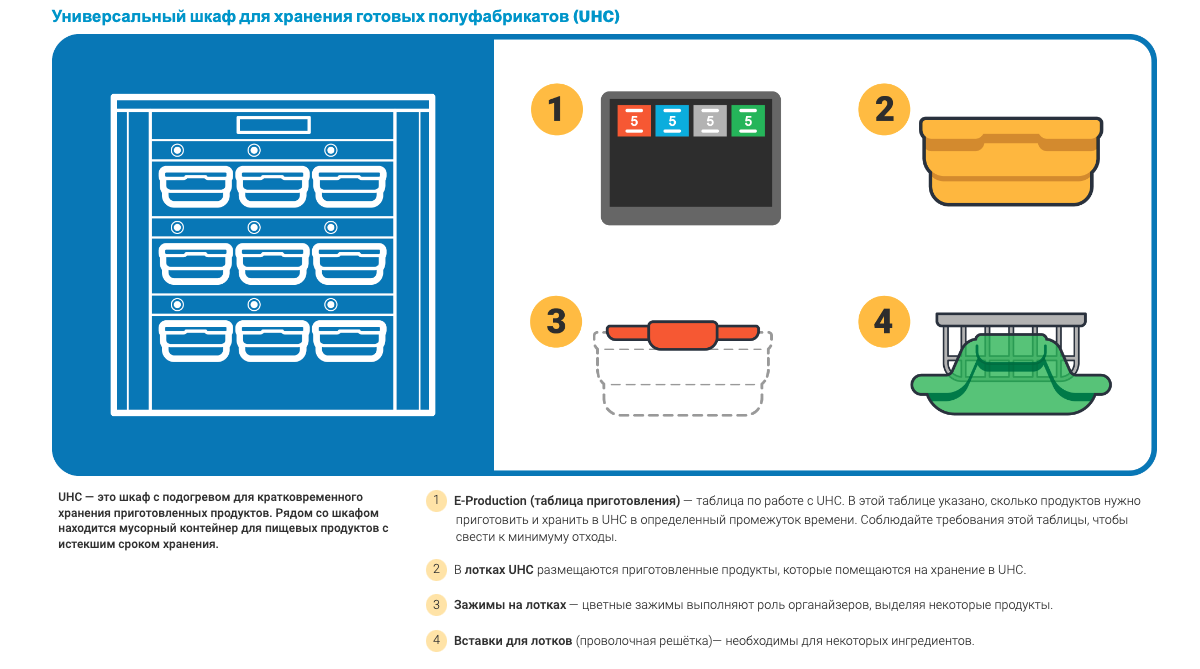 Универсальный шкаф для хранения готовых полуфабрикатов (UHC)
1
5 5 5 5
2
3
4
UHC — это шкаф с подогревом для кратковременного
хранения приготовленных продуктов. Рядом со шкафом
находится мусорный контейнер для пищевых продуктов с
истекшим сроком хранения.
1 E-Production (таблица приготовления) — таблица по работе с UHC. В этой таблице указано, сколько продуктов нужно
приготовить и хранить в UHC в определенный промежуток времени. Соблюдайте требования этой таблицы, чтобы
свести к минимуму отходы.
2 В лотках UHC размещаются приготовленные продукты, которые помещаются на хранение в UHC.
3 Зажимы на лотках — цветные зажимы выполняют роль органайзеров, выделяя некоторые продукты.
4 Вставки для лотков (проволочная решётка)— необходимы для некоторых ингредиентов.